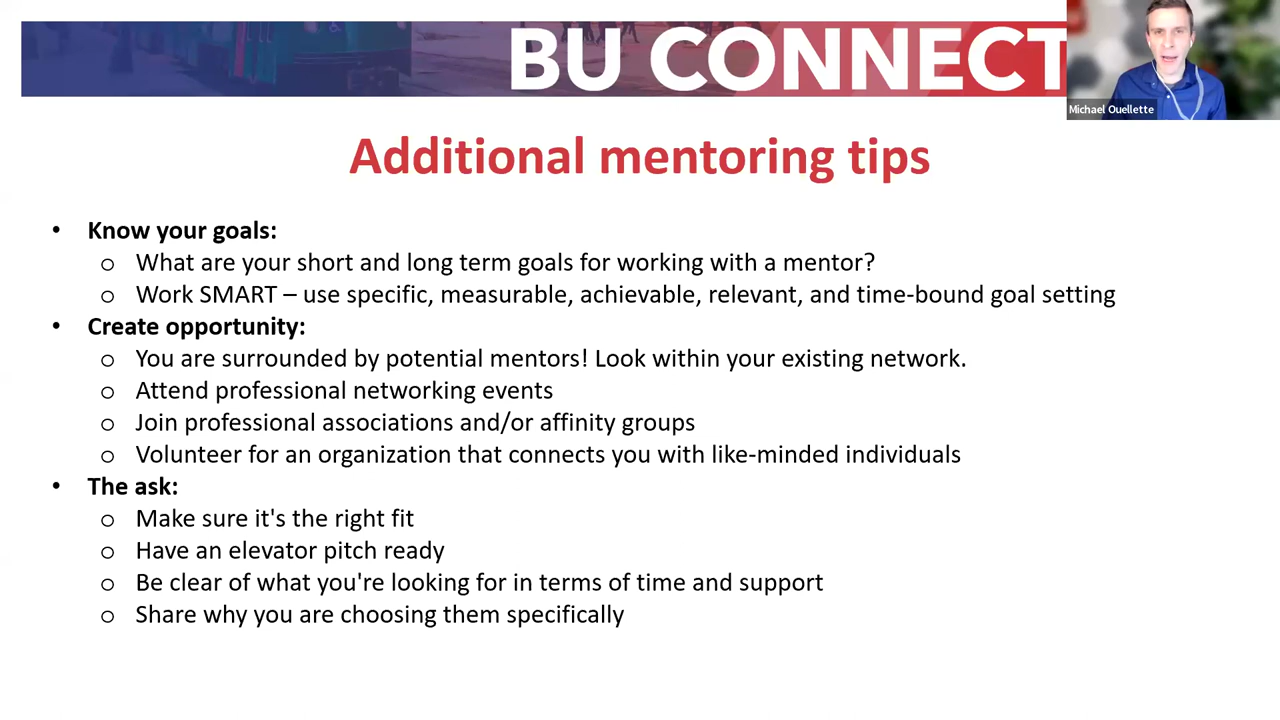 BU CONNECT
Michael Ouellette
Additional mentoring tips
• Know your goals:
o What are your short and long term goals for working with a mentor?
o Work SMART – use specific, measurable, achievable, relevant, and time-bound goal setting
• Create opportunity:
o You are surrounded by potential mentors! Look within your existing network.
o Attend professional networking events
o Join professional associations and/or affinity groups
o Volunteer for an organization that connects you with like-minded individuals
• The ask:
o Make sure it's the right fit
o Have an elevator pitch ready
o Be clear of what you're looking for in terms of time and support
o Share why you are choosing them specifically